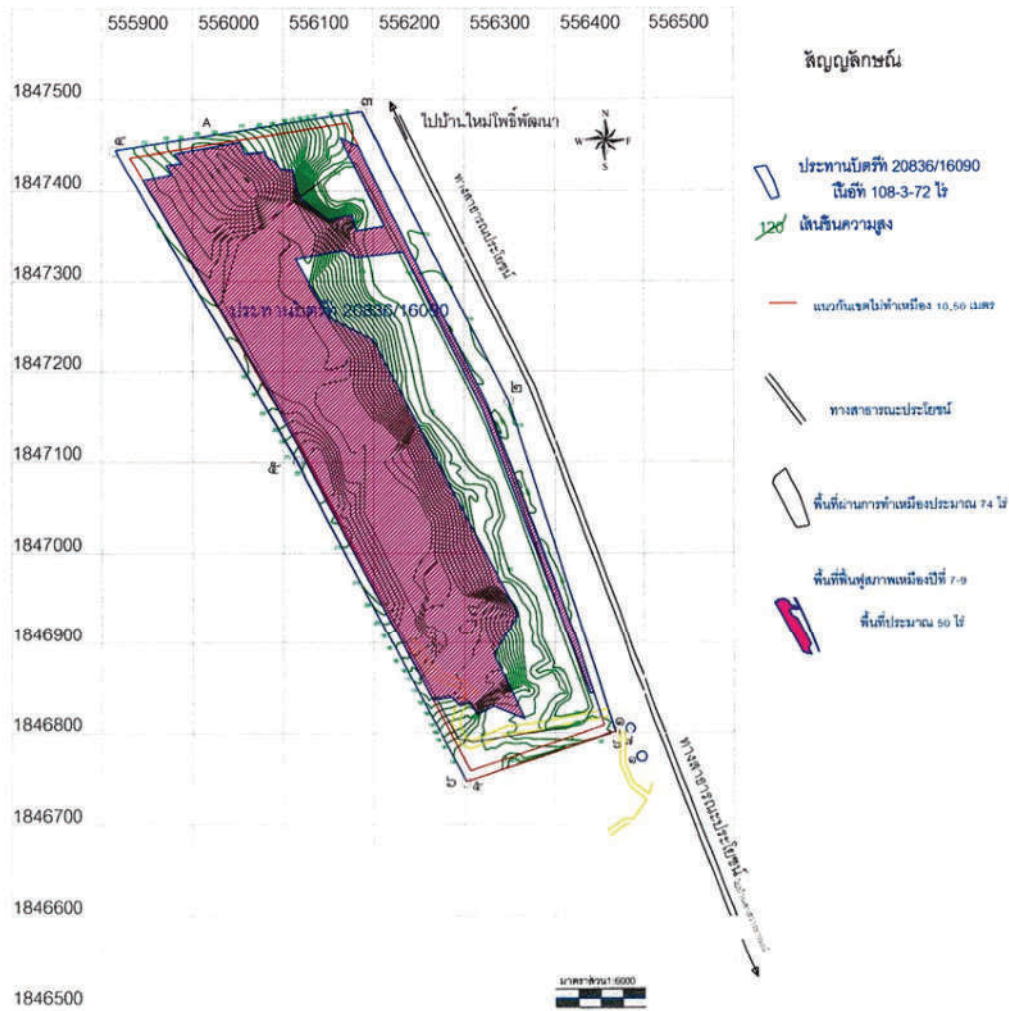 555900 556000 556100 556200 556300 556400 556500
สัญญลักษณ์
1847500
๓
ไปบ้านใหม่โพธิ์พัฒนา
A
๔
N
W E
S
ประทานบัตรที่ 20836/16090
เนื้อที่ 108-3-72 ไร่
1847400
120 เส้นชั้นความสูง
ทางสาธารณะประโยชน์
1847300
ประทานบัตรที่ 20836/16090
แนวกันเขตไม่ทำเหมือง 10,50 เมตร
1847200
๒
ทางสาธารณะประโยชน์
1847100
พื้นที่ผ่านการทำเหมืองประมาณ 74 ไร่
1847000
พื้นที่ฟื้นฟูสภาพเหมืองปีที่ 7-9
พื้นที่ประมาณ 50 ไร่
1846900
1846800
ทางสาธารณะประโยชน์
1846700
1846600
มาตราส่วน1:6000
1846500